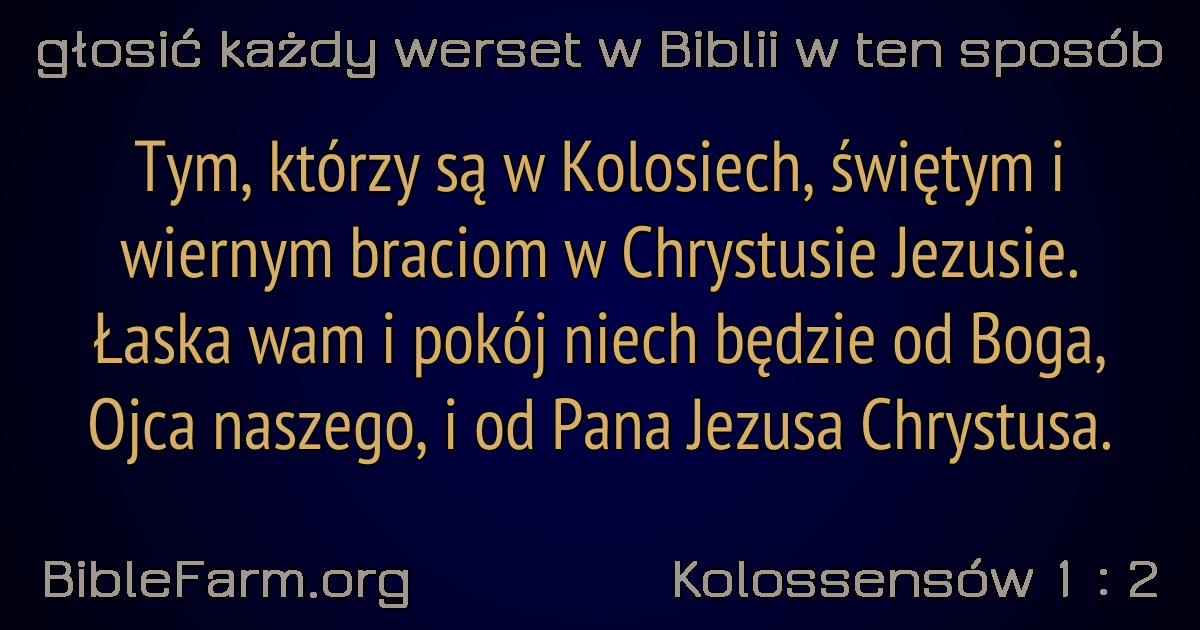 głosić każdy werset w Biblii w ten sposób
Tym, którzy są w Kolosiech, świętym i
wiernym braciom w Chrystusie Jezusie.
Łaska wam i pokój niech będzie od Boga,
Ojca naszego, i od Pana Jezusa Chrystusa.
BibleFarm.org
Kolossensów 1 : 2